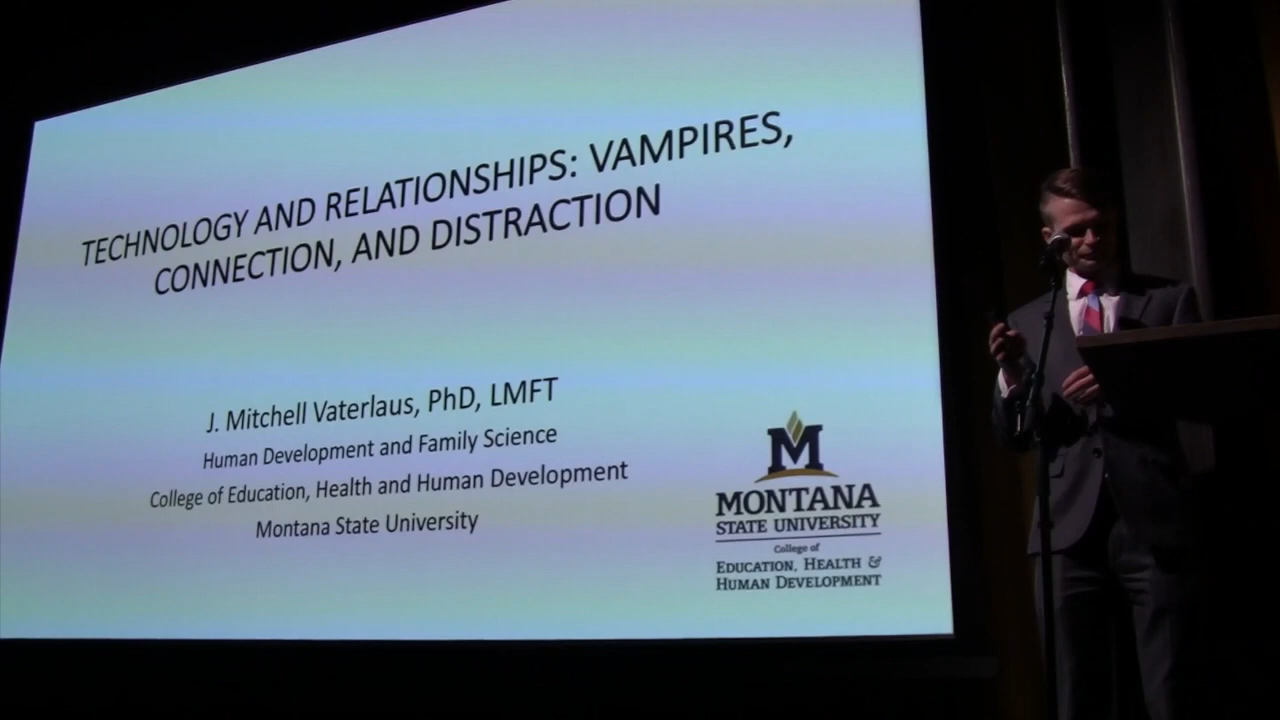 TECHNOLOGY AND RELATIONSHIPS: VAMPIRES,
CONNECTION, AND DISTRACTION
J. Mitchell Vaterlaus, PhD, LMFT
Human Development and Family Science
College of Education, Health and Human Development
Montana State University
M
MONTANA
STATE UNIVERSITY
College of
EDUCATION, HEALTH &
HUMAN DEVELOPMENT